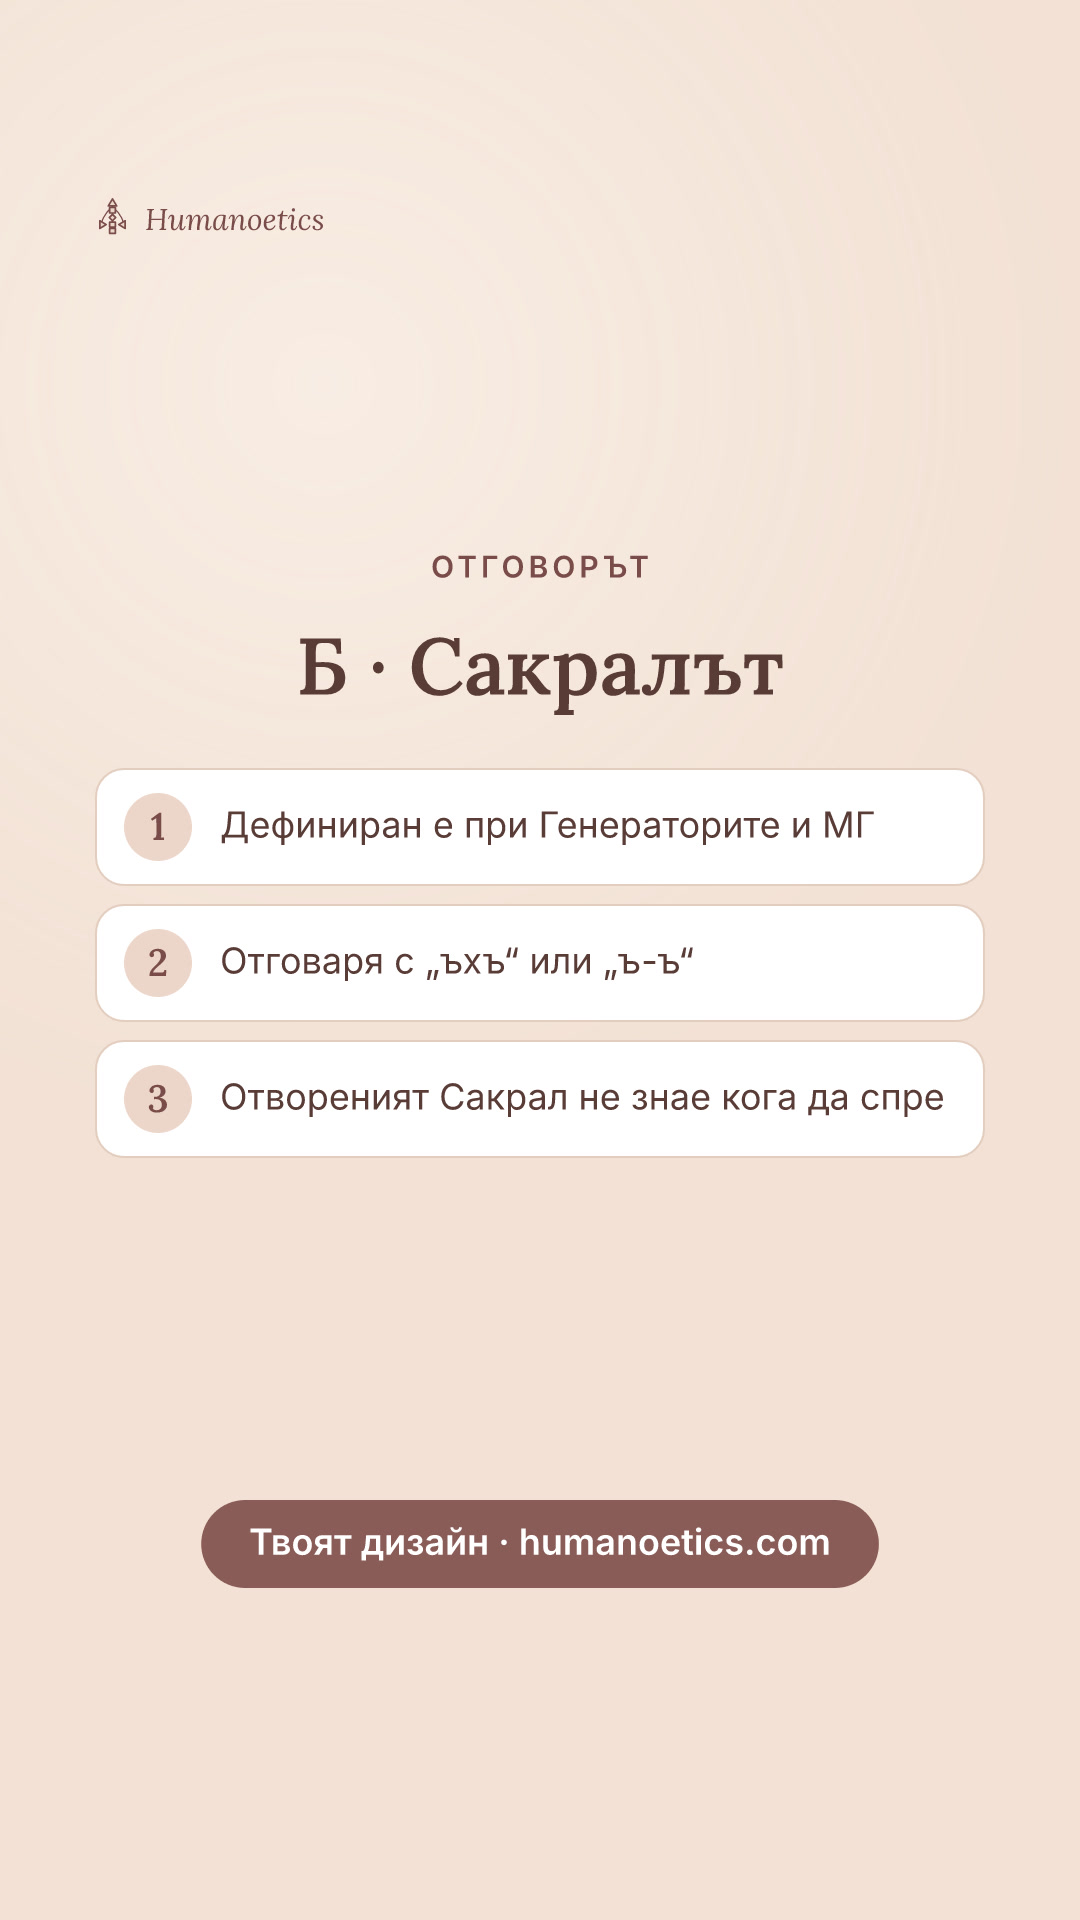 Humanoetics
ОТГОВОРЪТ
Б · Сакралът
1 Дефиниран е при Генераторите и МГ
2 Отговаря с „ъхъ“ или „ъ-ъ“
3 Отвореният Сакрал не знае кога да спре
Твоят дизайн · humanoetics.com